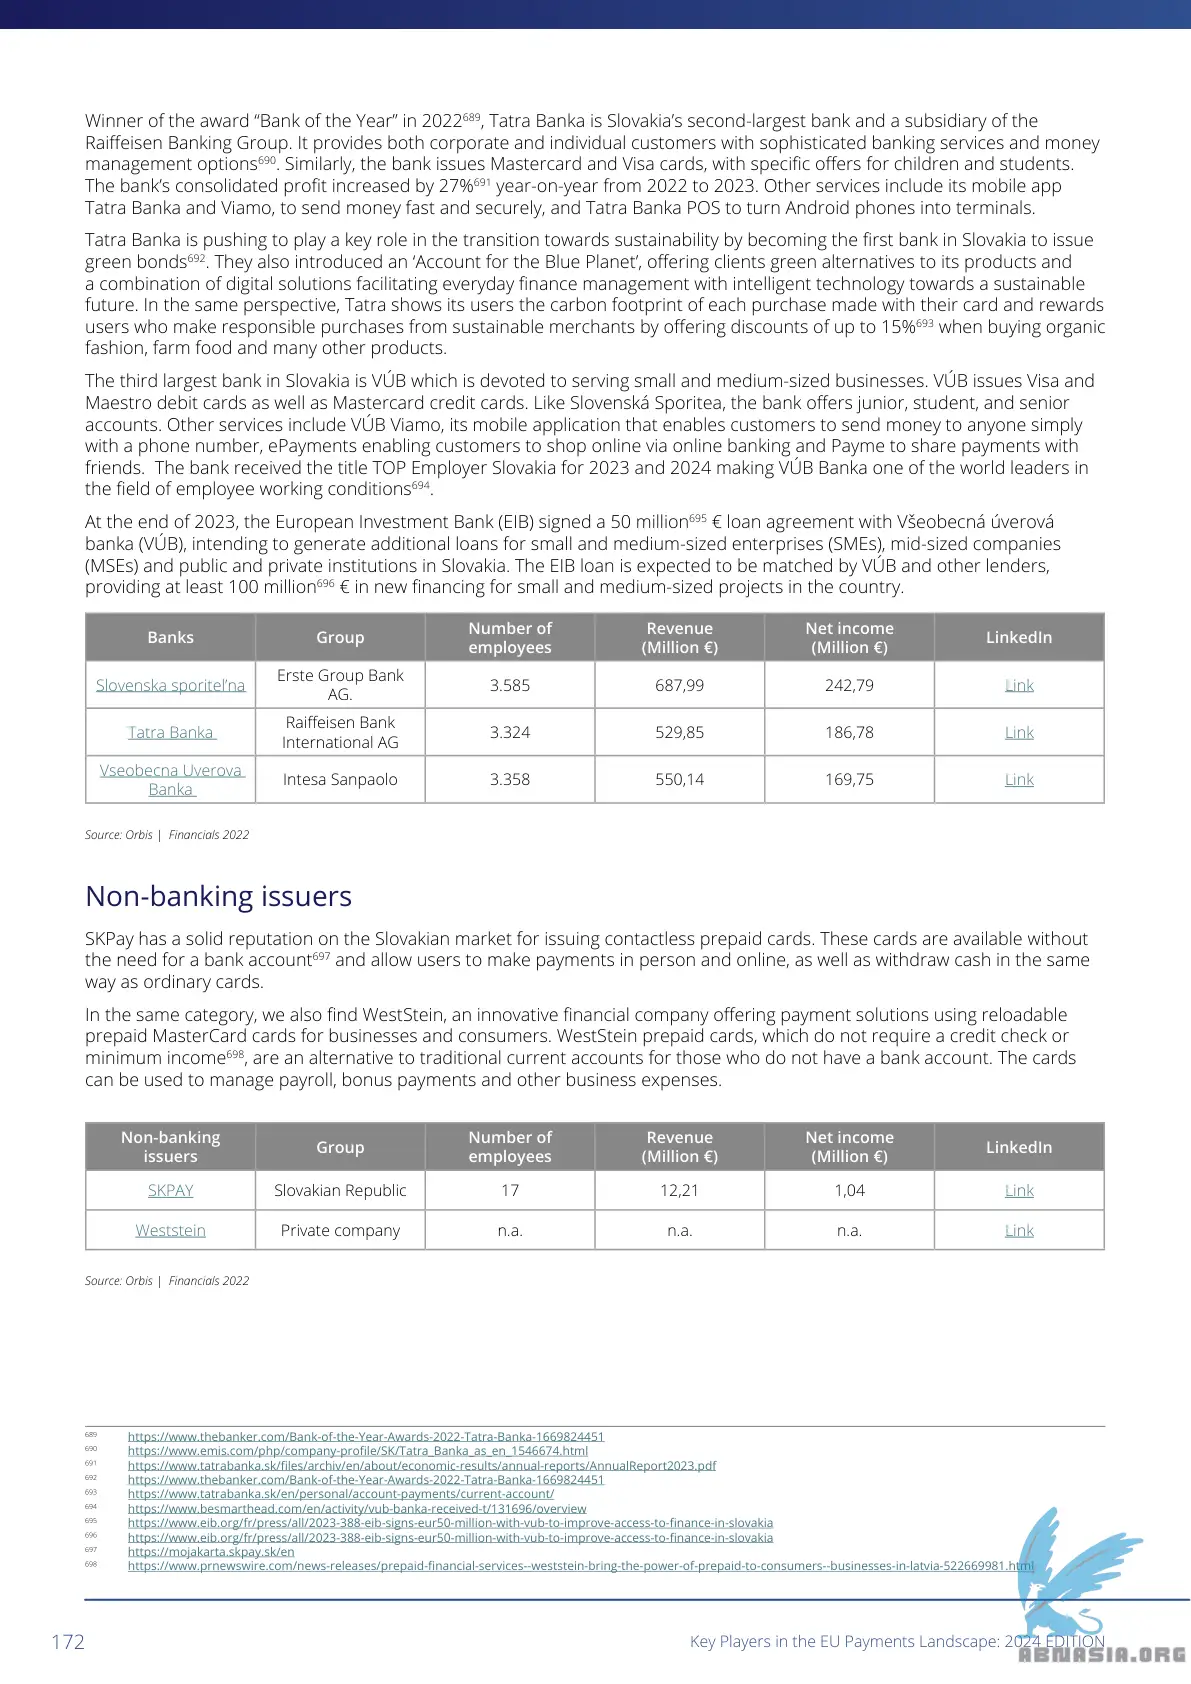 Winner of the award “Bank of the Year” in 2022689, Tatra Banka is Slovakia’s second-largest bank and a subsidiary of the
Raiffeisen Banking Group. It provides both corporate and individual customers with sophisticated banking services and money
management options690. Similarly, the bank issues Mastercard and Visa cards, with specific offers for children and students.
The bank’s consolidated profit increased by 27%691 year-on-year from 2022 to 2023. Other services include its mobile app
Tatra Banka and Viamo, to send money fast and securely, and Tatra Banka POS to turn Android phones into terminals.
Tatra Banka is pushing to play a key role in the transition towards sustainability by becoming the first bank in Slovakia to issue
green bonds692. They also introduced an ‘Account for the Blue Planet’, offering clients green alternatives to its products and
a combination of digital solutions facilitating everyday finance management with intelligent technology towards a sustainable
future. In the same perspective, Tatra shows its users the carbon footprint of each purchase made with their card and rewards
users who make responsible purchases from sustainable merchants by offering discounts of up to 15%693 when buying organic
fashion, farm food and many other products.
The third largest bank in Slovakia is VÚB which is devoted to serving small and medium-sized businesses. VÚB issues Visa and
Maestro debit cards as well as Mastercard credit cards. Like Slovenská Sporitea, the bank offers junior, student, and senior
accounts. Other services include VÚB Viamo, its mobile application that enables customers to send money to anyone simply
with a phone number, ePayments enabling customers to shop online via online banking and Payme to share payments with
friends.  The bank received the title TOP Employer Slovakia for 2023 and 2024 making VÚB Banka one of the world leaders in
the field of employee working conditions694.
At the end of 2023, the European Investment Bank (EIB) signed a 50 million695 € loan agreement with Všeobecná úverová
banka (VÚB), intending to generate additional loans for small and medium-sized enterprises (SMEs), mid-sized companies
(MSEs) and public and private institutions in Slovakia. The EIB loan is expected to be matched by VÚB and other lenders,
providing at least 100 million696 € in new financing for small and medium-sized projects in the country.
Banks Group Number of employees Revenue (Million €) Net income (Million €) LinkedIn
Slovenska sporitel’na Erste Group Bank AG. 3.585 687,99 242,79 Link
Tatra Banka Raiffeisen Bank International AG 3.324 529,85 186,78 Link
Vseobecna Uverova Banka Intesa Sanpaolo 3.358 550,14 169,75 Link
Source: Orbis | Financials 2022
Non-banking issuers
SKPay has a solid reputation on the Slovakian market for issuing contactless prepaid cards. These cards are available without
the need for a bank account697 and allow users to make payments in person and online, as well as withdraw cash in the same
way as ordinary cards.
In the same category, we also find WestStein, an innovative financial company offering payment solutions using reloadable
prepaid MasterCard cards for businesses and consumers. WestStein prepaid cards, which do not require a credit check or
minimum income698, are an alternative to traditional current accounts for those who do not have a bank account. The cards
can be used to manage payroll, bonus payments and other business expenses.
Non-banking issuers Group Number of employees Revenue (Million €) Net income (Million €) LinkedIn
SKPAY Slovakian Republic 17 12,21 1,04 Link
Weststein Private company n.a. n.a. n.a. Link
Source: Orbis | Financials 2022
689 https://www.thebanker.com/Bank-of-the-Year-Awards-2022-Tatra-Banka-1669824451
690 https://www.emis.com/php/company-profile/SK/Tatra_Banka_as_en_1546674.html
691 https://www.tatrabanka.sk/files/archiv/en/about/economic-results/annual-reports/AnnualReport2023.pdf
692 https://www.thebanker.com/Bank-of-the-Year-Awards-2022-Tatra-Banka-1669824451
693 https://www.tatrabanka.sk/en/personal/account-payments/current-account/
694 https://www.besmarthead.com/en/activity/vub-banka-received-t/131696/overview
695 https://www.eib.org/fr/press/all/2023-388-eib-signs-eur50-million-with-vub-to-improve-access-to-finance-in-slovakia
696 https://www.eib.org/fr/press/all/2023-388-eib-signs-eur50-million-with-vub-to-improve-access-to-finance-in-slovakia
697 https://mojakarta.skpay.sk/en
698 https://www.prnewswire.com/news-releases/prepaid-financial-services--weststein-bring-the-power-of-prepaid-to-consumers--businesses-in-latvia-522669981.html
172 Key Players in the EU Payments Landscape: 2024 EDITION
ABNASIA.ORG